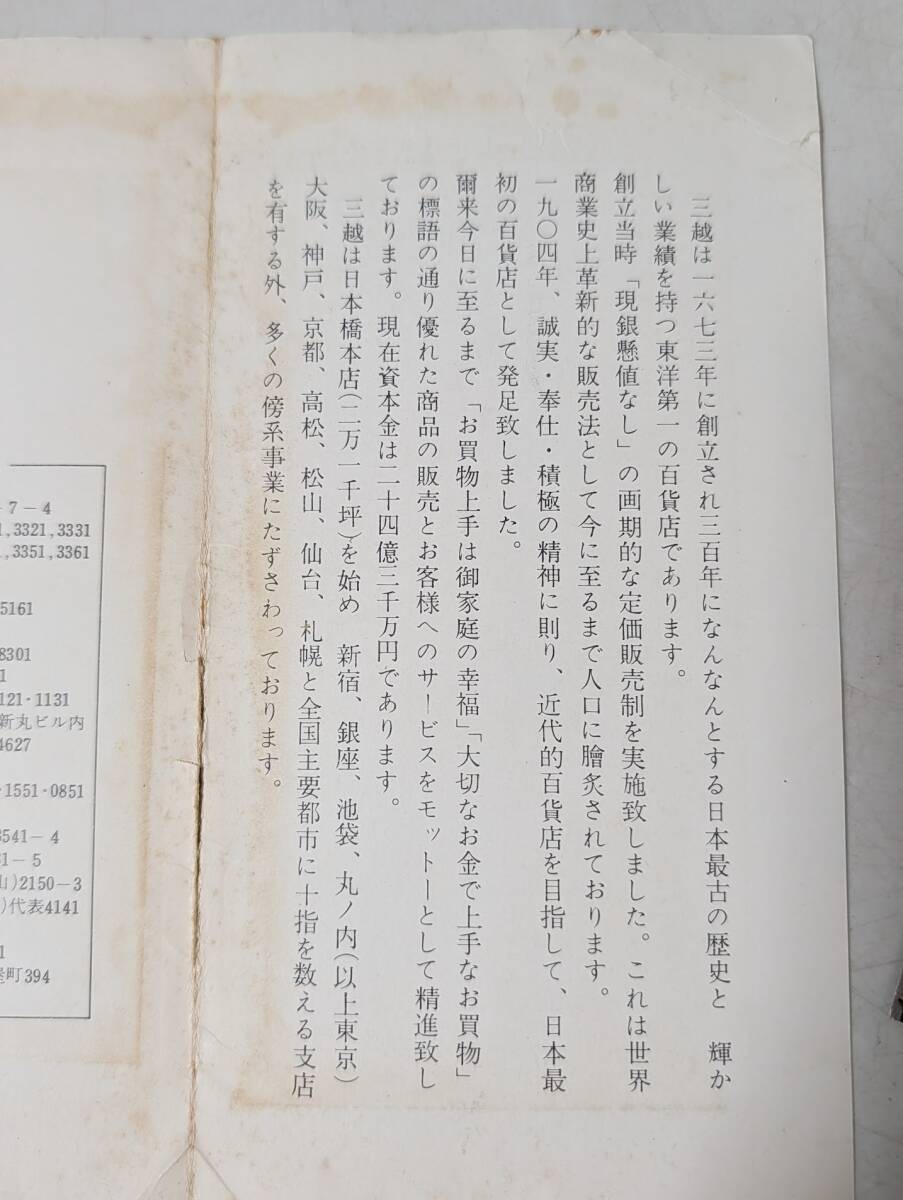 三越は一六七三年に創立され三百年になんなんとする日本最古の歴史と　輝か
しい業績を持つ東洋第一の百貨店であります。
創立当時「現銀懸値なし」の画期的な定価販売制を実施致しました。これは世界
商業史上革新的な販売法として今に至るまで人口に膾炙されております。
一九〇四年、誠実・奉仕・積極の精神に則り、近代的百貨店を目指して、日本最
初の百貨店として発足致しました。
爾来今日に至るまで「お買物上手は御家庭の幸福」「大切なお金で上手なお買物」
の標語の通り優れた商品の販売とお客様へのサービスをモットーとして精進致し
ております。現在資本金は二十四億三千万円であります。
三越は日本橋本店（二万一千坪）を始め　新宿、銀座、池袋、丸ノ内（以上東京）
大阪、神戸、京都、高松、松山、仙台、札幌と全国主要都市に十指を数える支店
を有する外、多くの傍系事業にたずさわっております。
-7-4
,3321,3331
,3351,3361
5161
8301
1
121・1131
新丸ビル内
4627
・1551・0851
3541-4
31-5
山)2150-3
)代表4141
1
町394